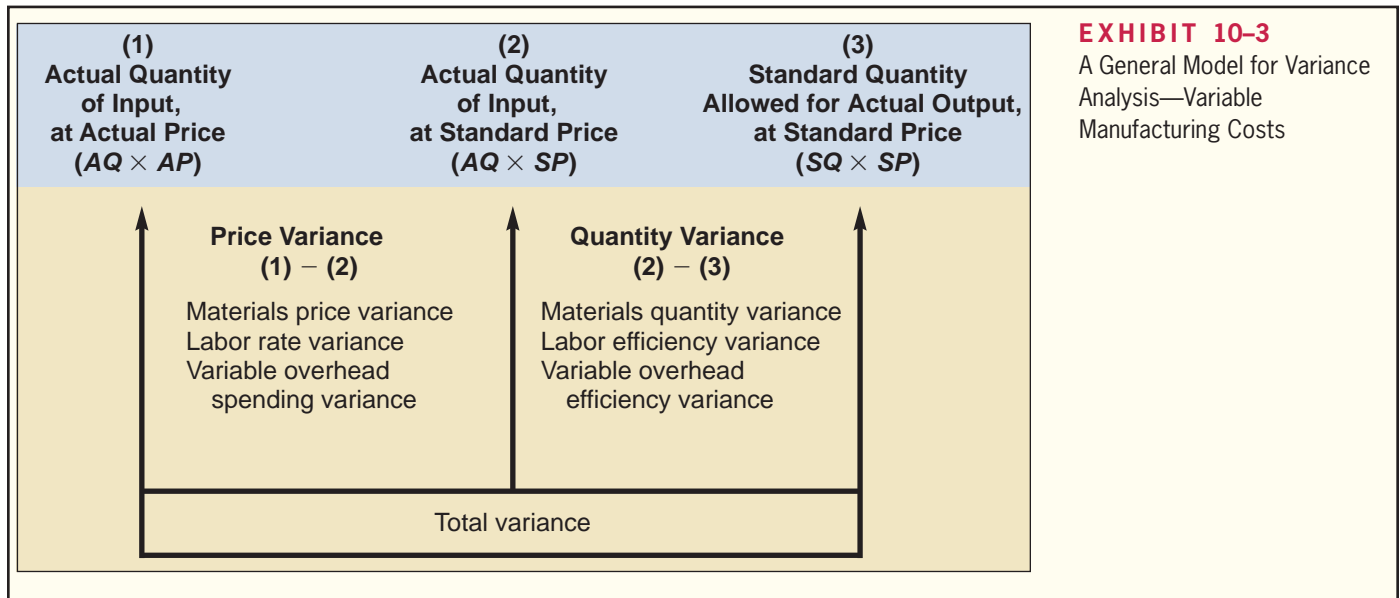 (1)
Actual Quantity
of Input,
at Actual Price
(AQ × AP)
(2)
Actual Quantity
of Input,
at Standard Price
(AQ × SP)
(3)
Standard Quantity
Allowed for Actual Output,
at Standard Price
(SQ × SP)
Price Variance
(1) − (2)
Materials price variance
Labor rate variance
Variable overhead
spending variance
Quantity Variance
(2) − (3)
Materials quantity variance
Labor efficiency variance
Variable overhead
efficiency variance
Total variance
EXHIBIT 10–3
A General Model for Variance
Analysis—Variable
Manufacturing Costs